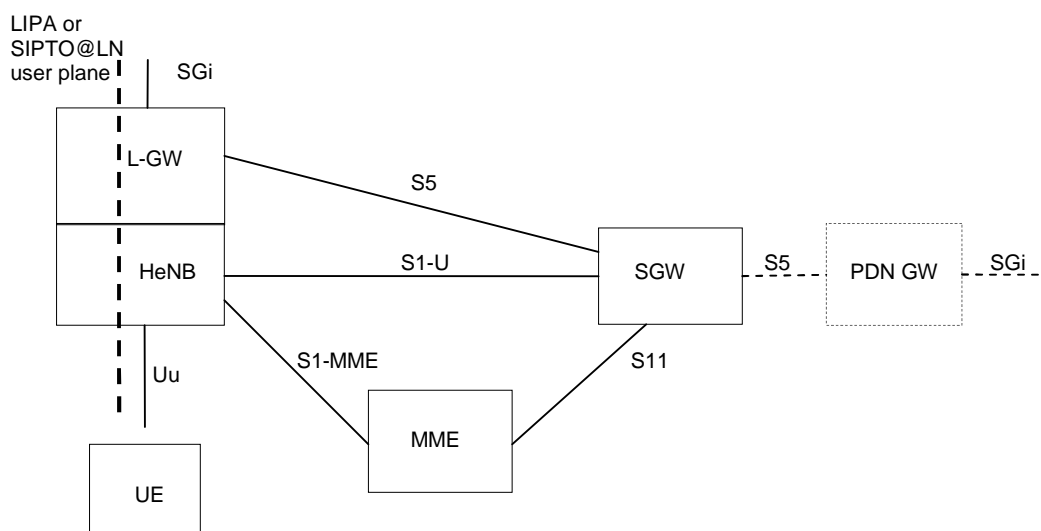 LIPA or
SIPTO@LN
user plane
SGi
L-GW
S5
HeNB
S1-U
SGW
S5
PDN GW
SGi
Uu
S1-MME
S11
MME
UE